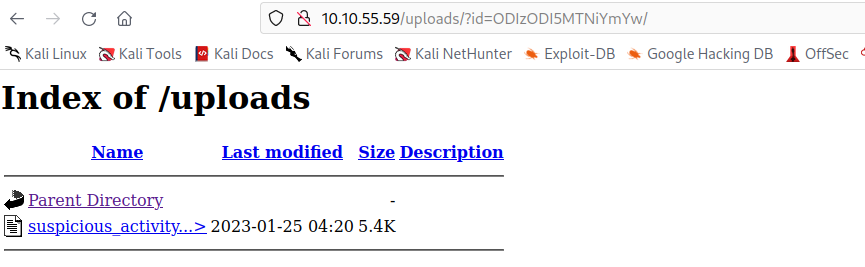 10.10.55.59/uploads/?id=ODIzODI5MTNiYmYw/
Kali Linux Kali Tools Kali Docs Kali Forums Kali NetHunter Exploit-DB Google Hacking DB OffSec
Index of /uploads
Name Last modified Size Description
Parent Directory -
suspicious_activity...> 2023-01-25 04:20 5.4K